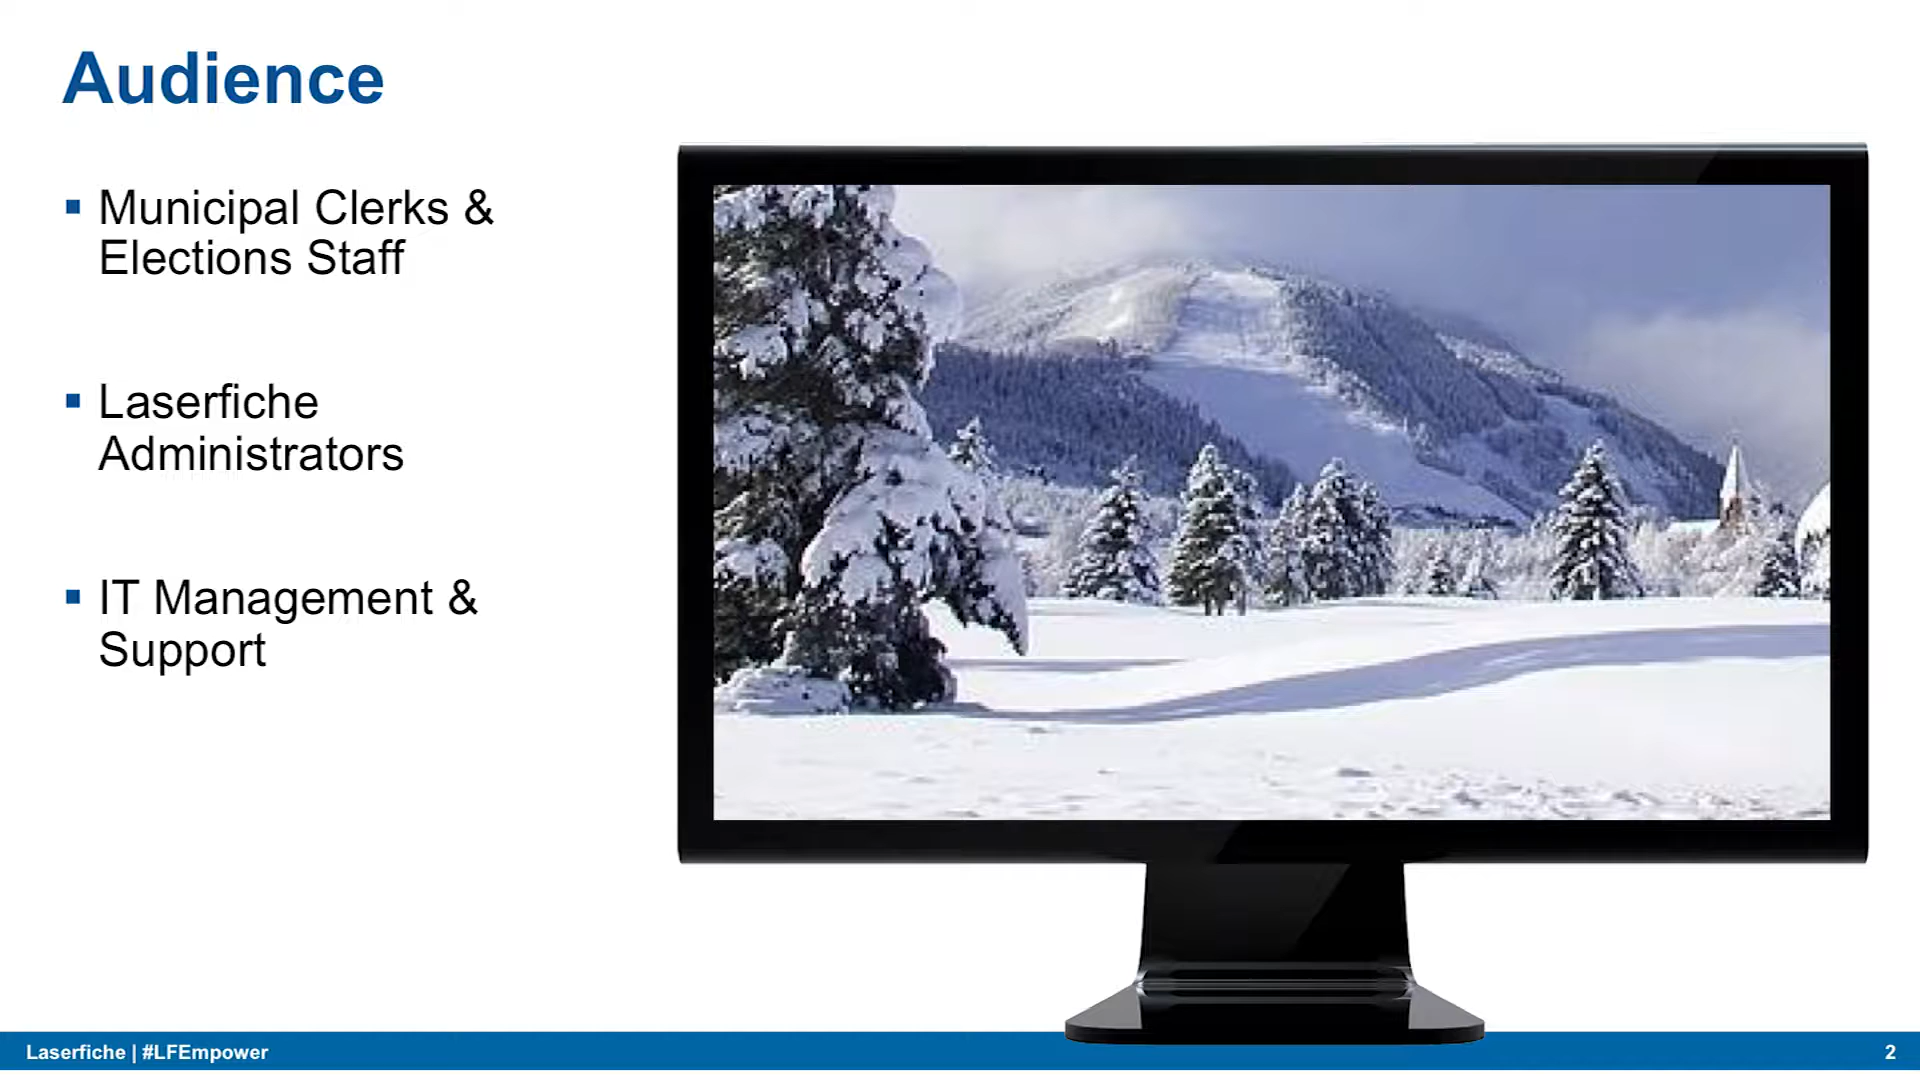 Audience
▪ Municipal Clerks &
Elections Staff
▪ Laserfiche
Administrators
▪ IT Management &
Support
Laserfiche | #LFEmpower
2